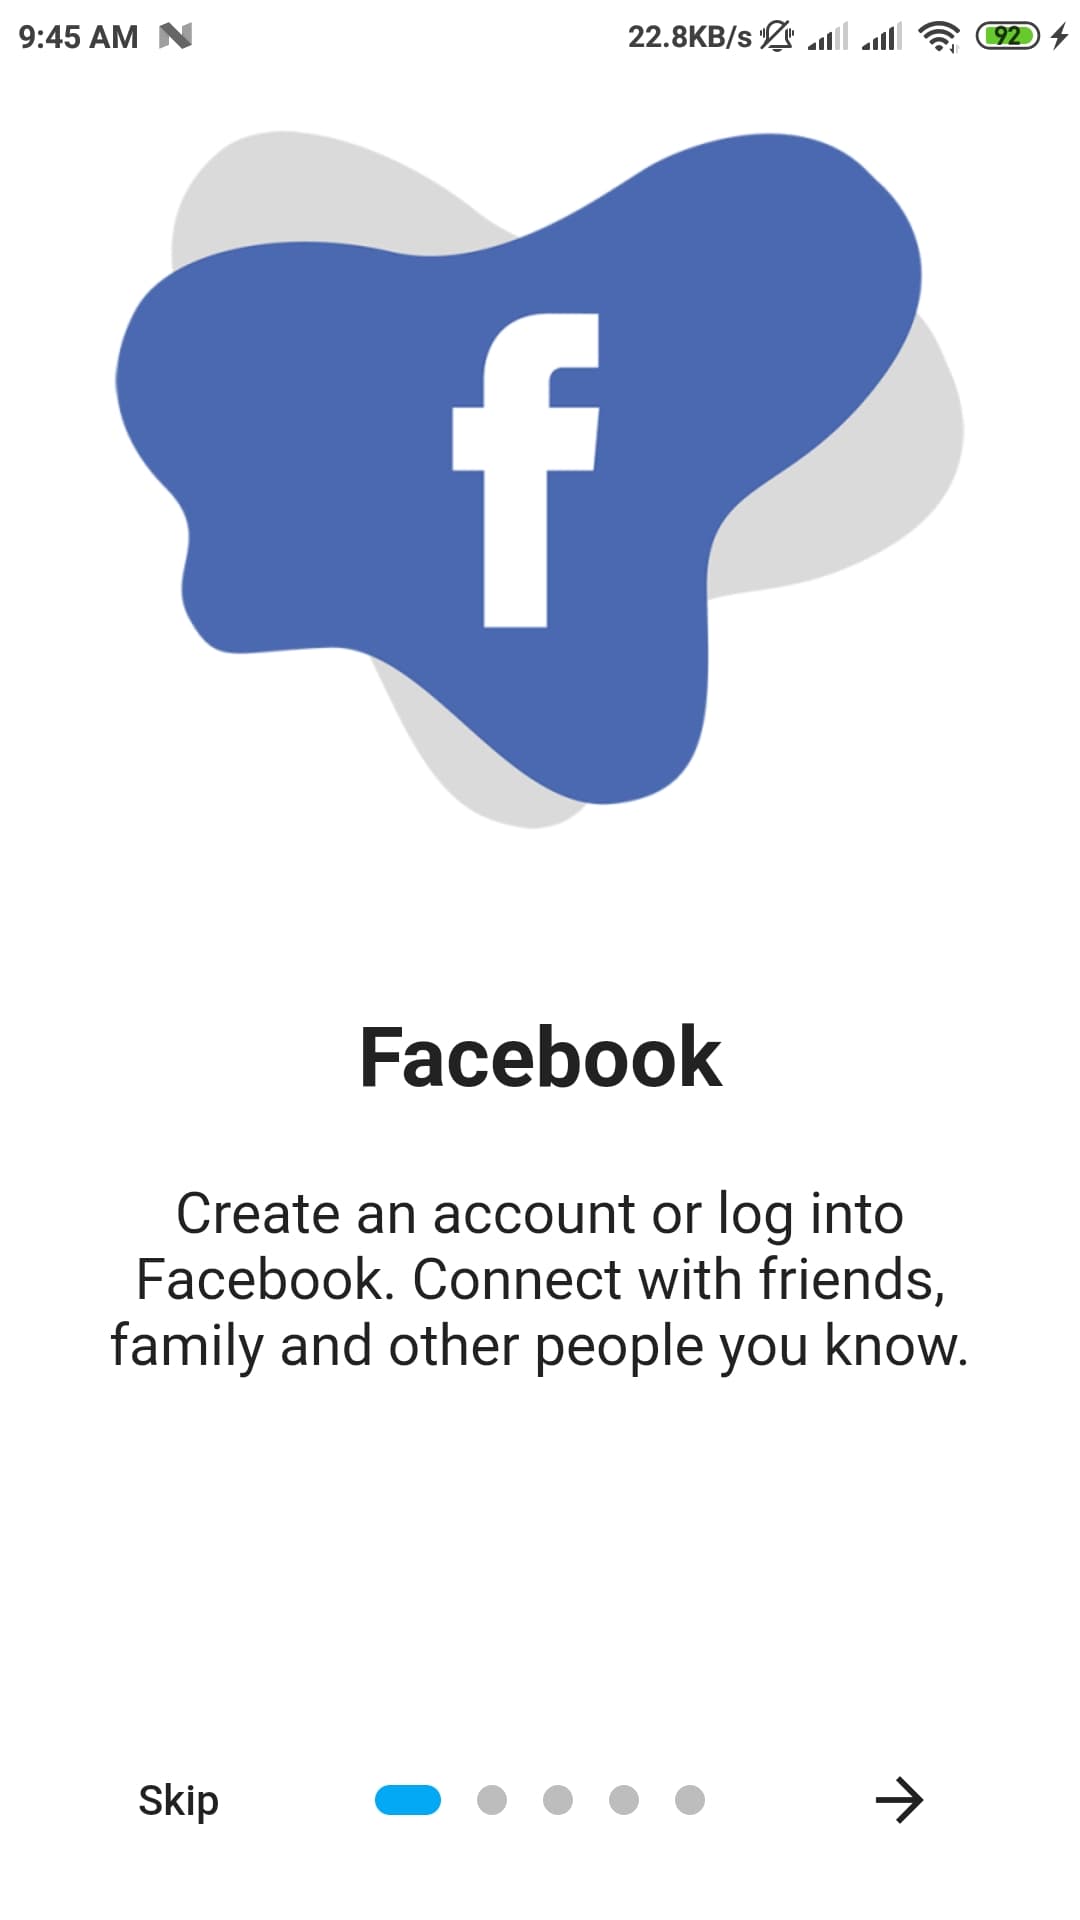 9:45 AM 22.8KB/s 92
f
Facebook
Create an account or log into
Facebook. Connect with friends,
family and other people you know.
Skip